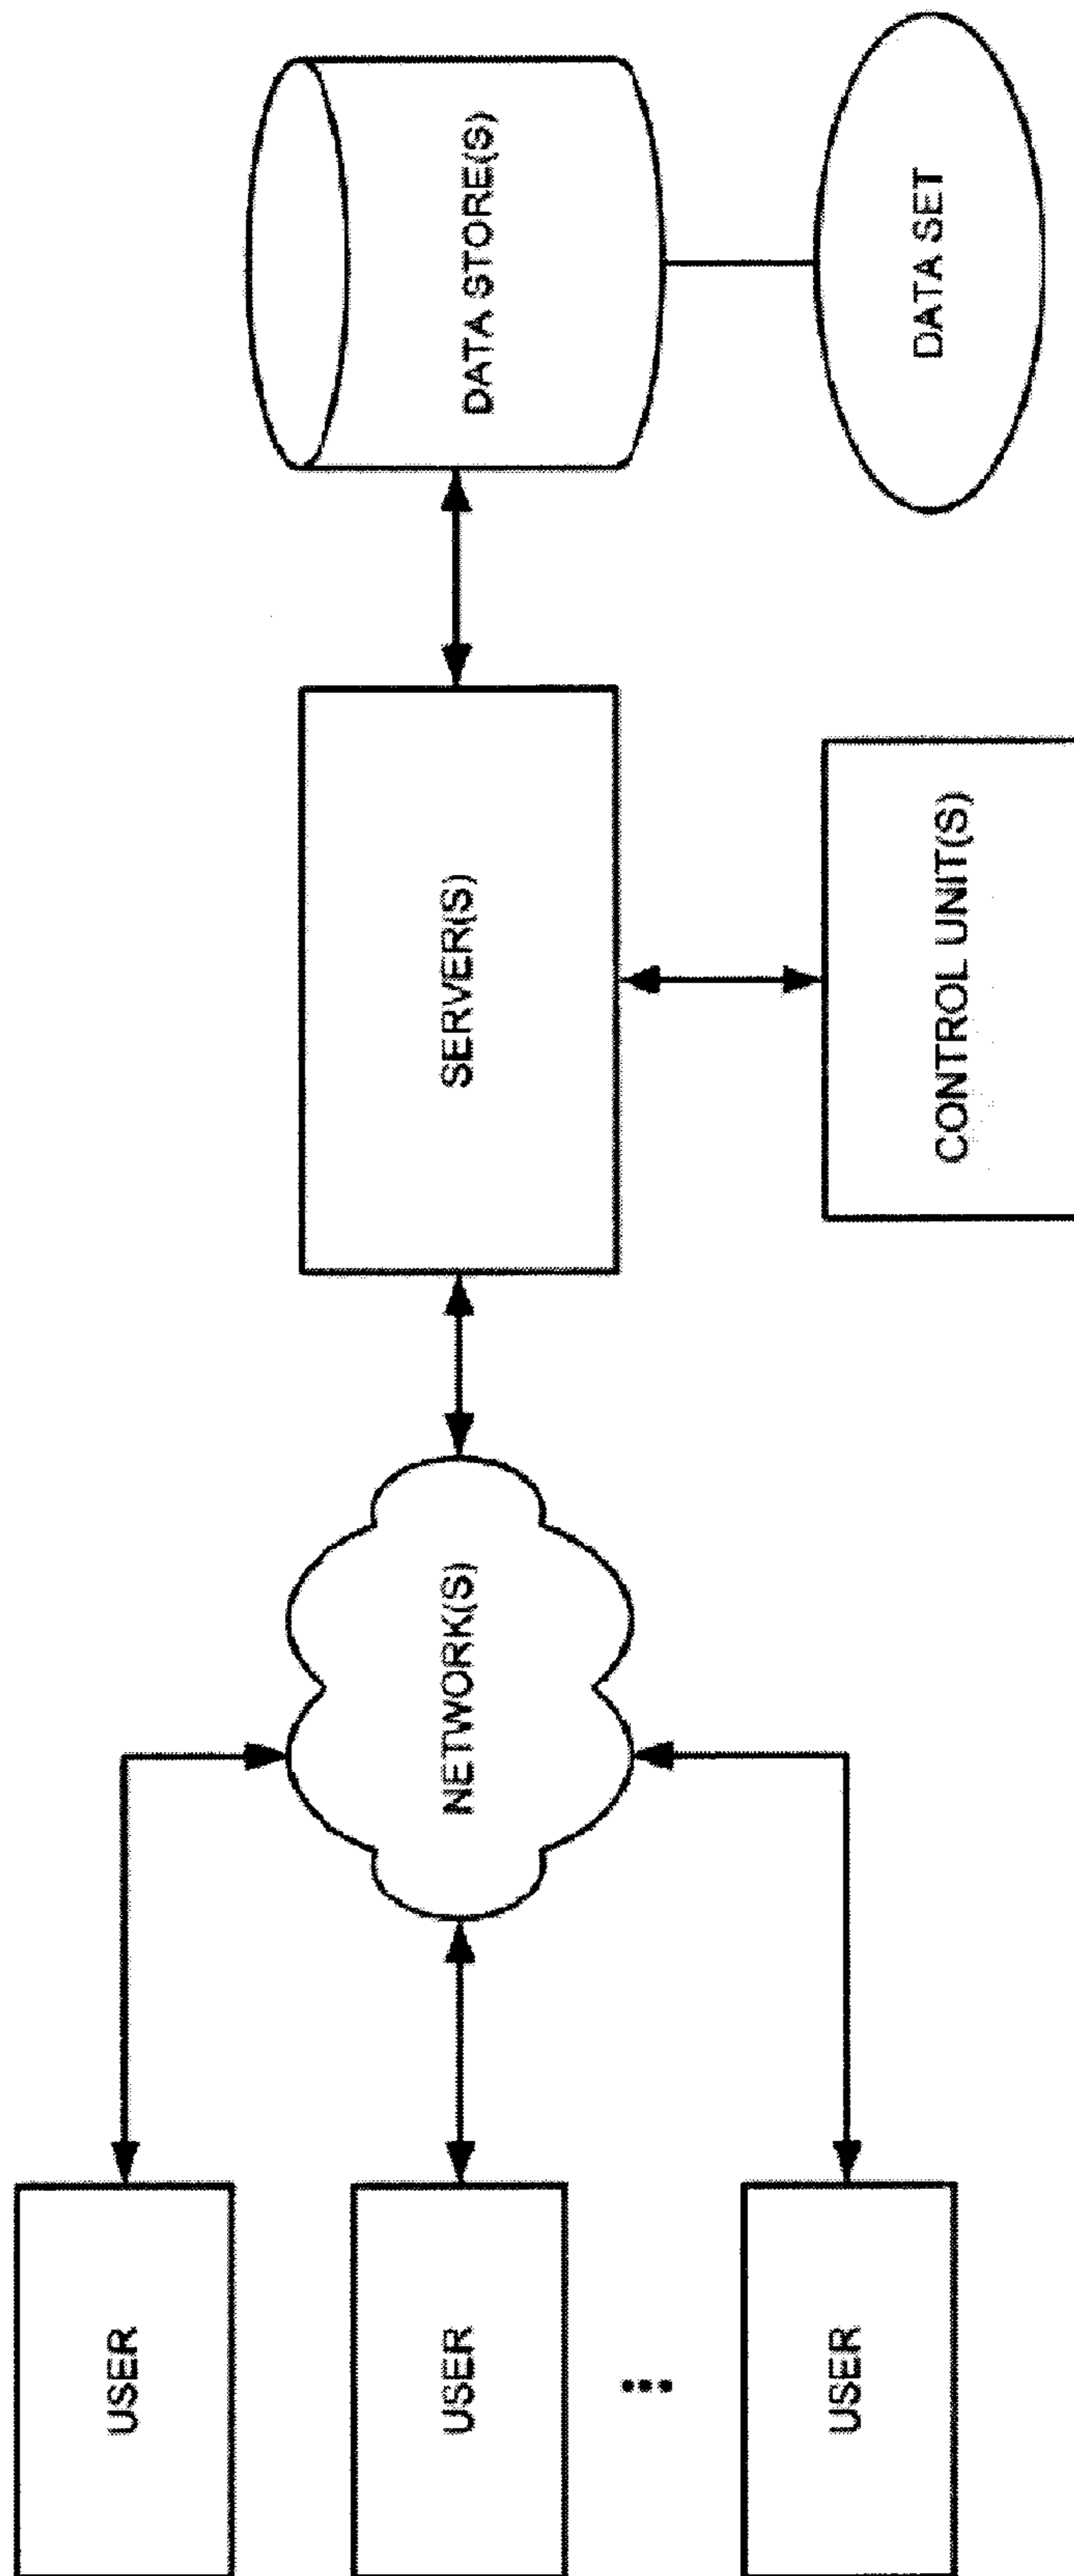 USER
USER
...
USER
NETWORK(S)
SERVER(S)
CONTROL UNIT(S)
DATA STORE(S)
DATA SET